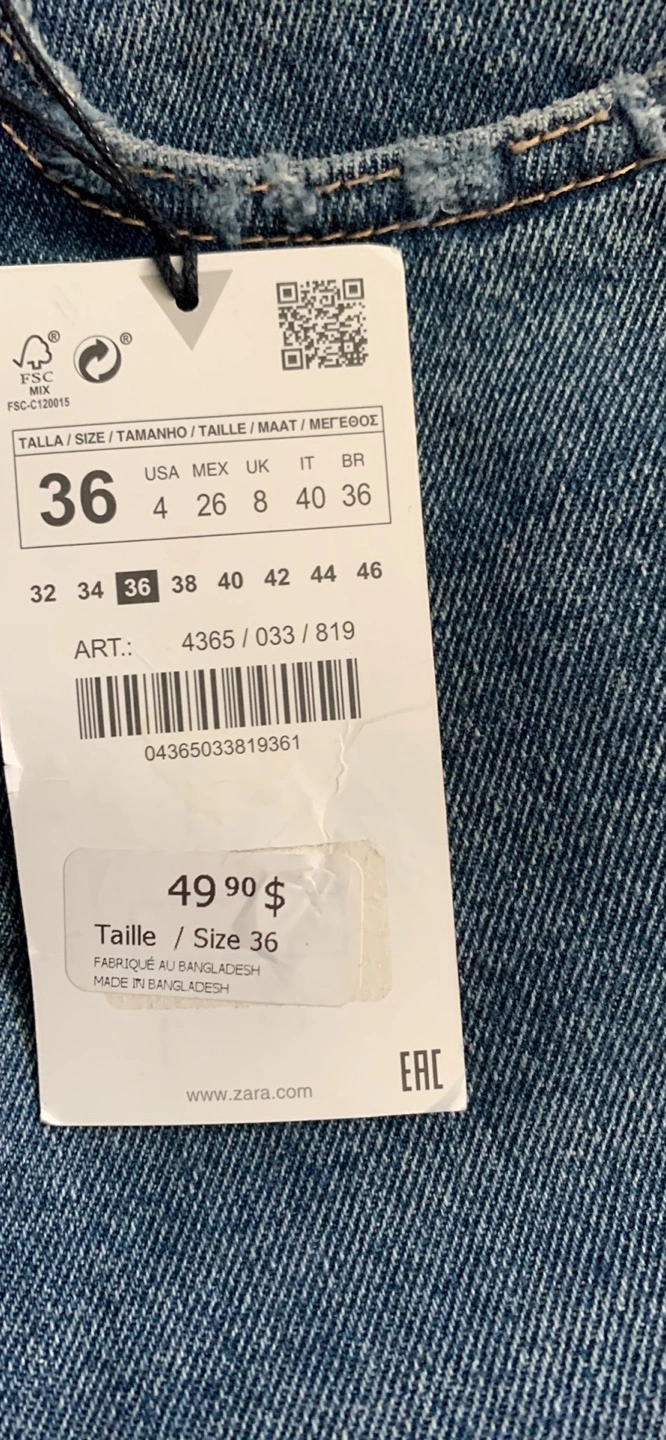 FSC
MIX
FSC-C120015
®
®
TALLA / SIZE / TAMANHO / TAILLE / MAAT / ΜΕΓΕΘΟΣ
36
USA MEX UK IT BR
4 26 8 40 36
32 34 36 38 40 42 44 46
ART.: 4365 / 033 / 819
04365033819361
49 90 $
Taille / Size 36
FABRIQUÉ AU BANGLADESH
MADE IN BANGLADESH
EAC
www.zara.com